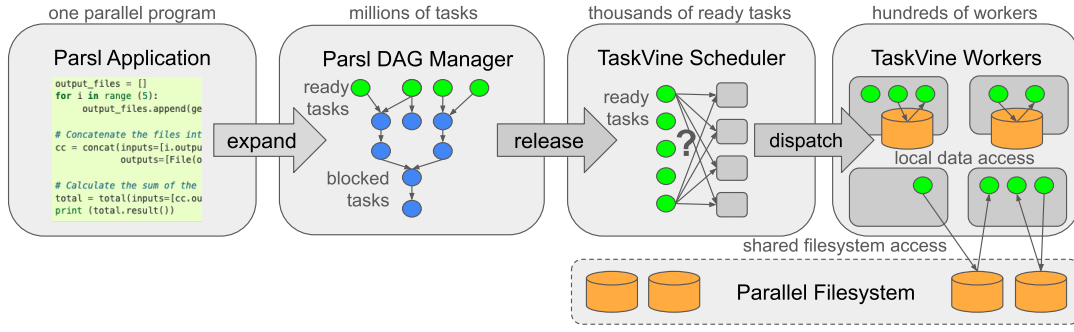 one parallel program
millions of tasks
thousands of ready tasks
hundreds of workers
Parsl Application
output_files = []
for i in range (5):
output_files.append(ge
# Concatenate the files int
cc = concat(inputs=[i.outpu
outputs=[File(o
# Calculate the sum of the
total = total(inputs=[cc.ou
print (total.result())
expand
Parsl DAG Manager
ready
tasks
blocked
tasks
release
TaskVine Scheduler
ready
tasks
?
dispatch
TaskVine Workers
local data access
shared filesystem access
Parallel Filesystem